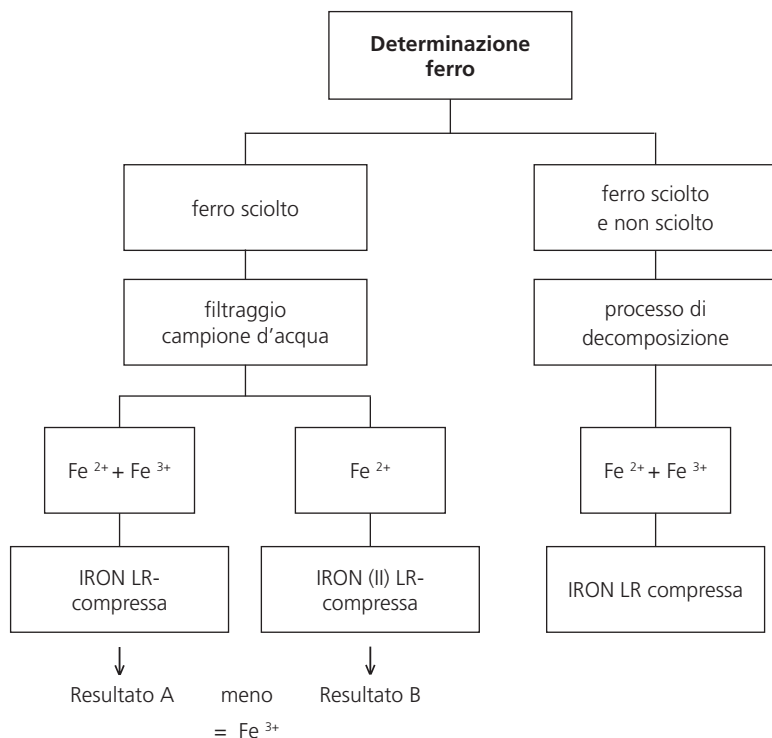 Determinazione
ferro
ferro sciolto
ferro sciolto
e non sciolto
filtraggio
campione d’acqua
processo di
decomposizione
Fe ²⁺ + Fe ³⁺
Fe ²⁺
Fe ²⁺ + Fe ³⁺
IRON LR-
compressa
IRON (II) LR-
compressa
IRON LR compressa
Resultato A meno Resultato B
= Fe ³⁺